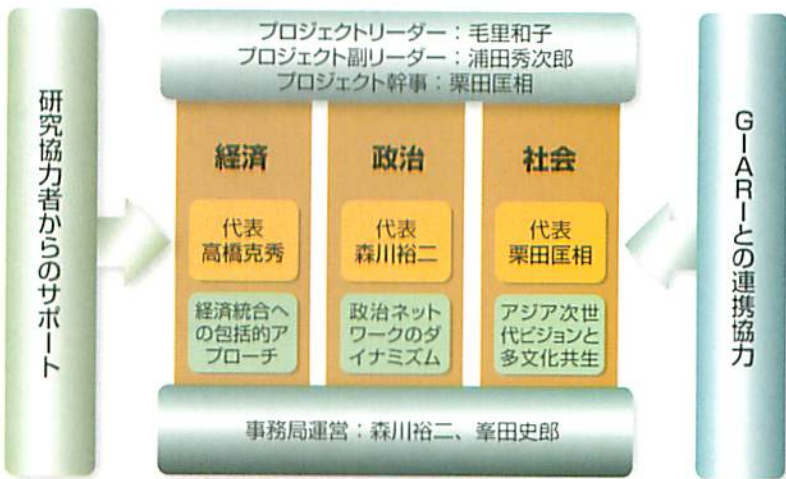 プロジェクトリーダー：毛里和子
プロジェクト副リーダー：浦田秀次郎
プロジェクト幹事：栗田匡相
研究協力者からのサポート
経済
代表
高橋克秀
経済統合へ
の包括的ア
プローチ
政治
代表
森川裕二
政治ネット
ワークのダ
イナミズム
社会
代表
栗田匡相
アジア次世
代ビジョンと
多文化共生
GIARIとの連携協力
事務局運営：森川裕二、峯田史郎